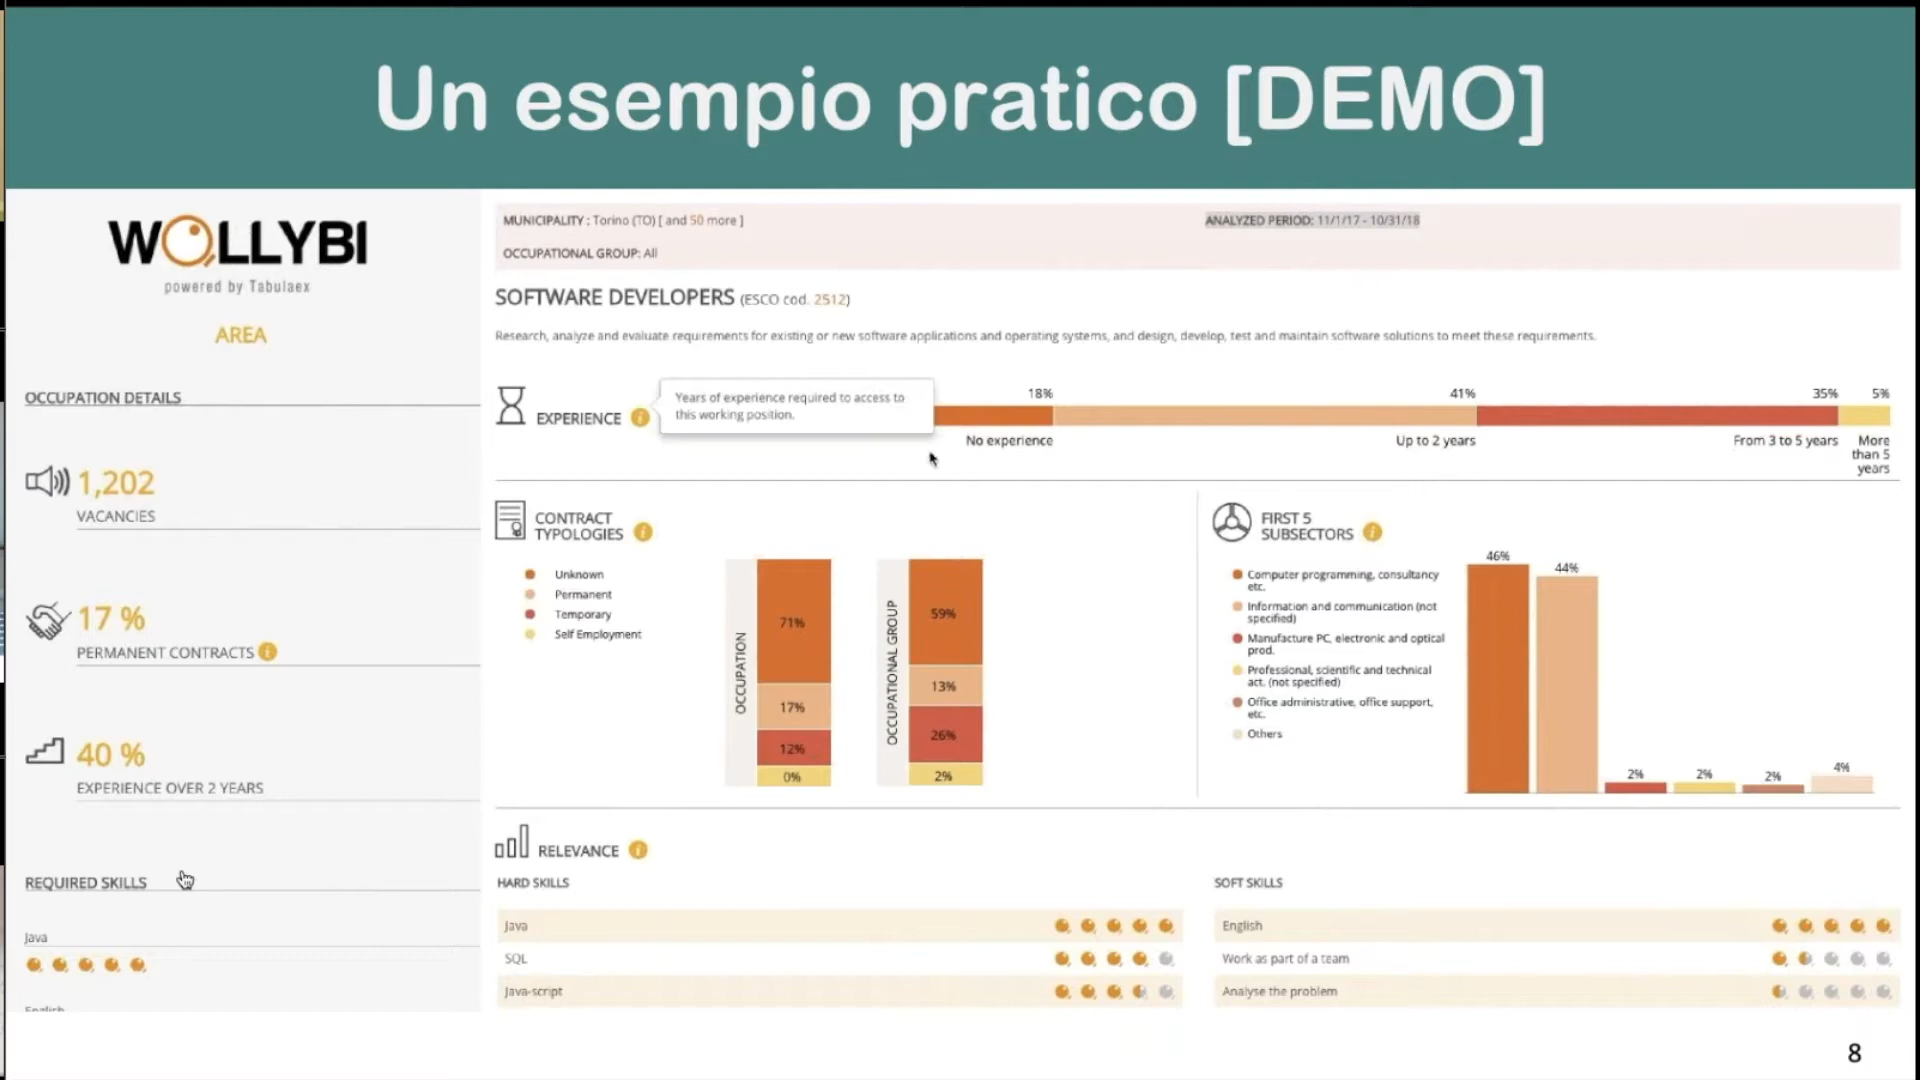 Un esempio pratico [DEMO]
WOLLYBI
powered by Tabulaex
AREA
OCCUPATION DETAILS
1,202
VACANCIES
17 %
PERMANENT CONTRACTS i
40 %
EXPERIENCE OVER 2 YEARS
REQUIRED SKILLS
Java
English
MUNICIPALITY : Torino (TO) [ and 50 more ]
ANALYZED PERIOD: 11/1/17 - 10/31/18
OCCUPATIONAL GROUP: All
SOFTWARE DEVELOPERS (ESCO cod. 2512)
Research, analyze and evaluate requirements for existing or new software applications and operating systems, and design, develop, test and maintain software solutions to meet these requirements.
EXPERIENCE i
Years of experience required to access to
this working position.
18%
41%
35%
5%
No experience
Up to 2 years
From 3 to 5 years
More
than 5
years
CONTRACT
TYPOLOGIES i
Unknown
Permanent
Temporary
Self Employment
OCCUPATION
71%
17%
12%
0%
OCCUPATIONAL GROUP
59%
13%
26%
2%
FIRST 5
SUBSECTORS i
Computer programming, consultancy
etc.
Information and communication (not
specified)
Manufacture PC, electronic and optical
prod.
Professional, scientific and technical
act. (not specified)
Office administrative, office support,
etc.
Others
46%
44%
2%
2%
2%
4%
RELEVANCE i
HARD SKILLS
Java
SQL
Java-script
SOFT SKILLS
English
Work as part of a team
Analyse the problem
8